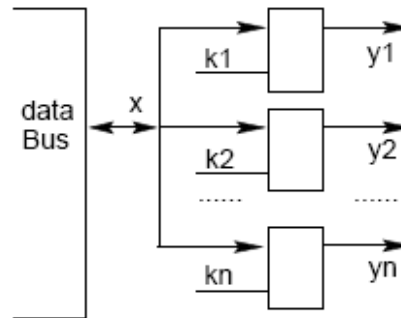 k1
y1
data
Bus
x
k2
y2
...... ......
kn
yn